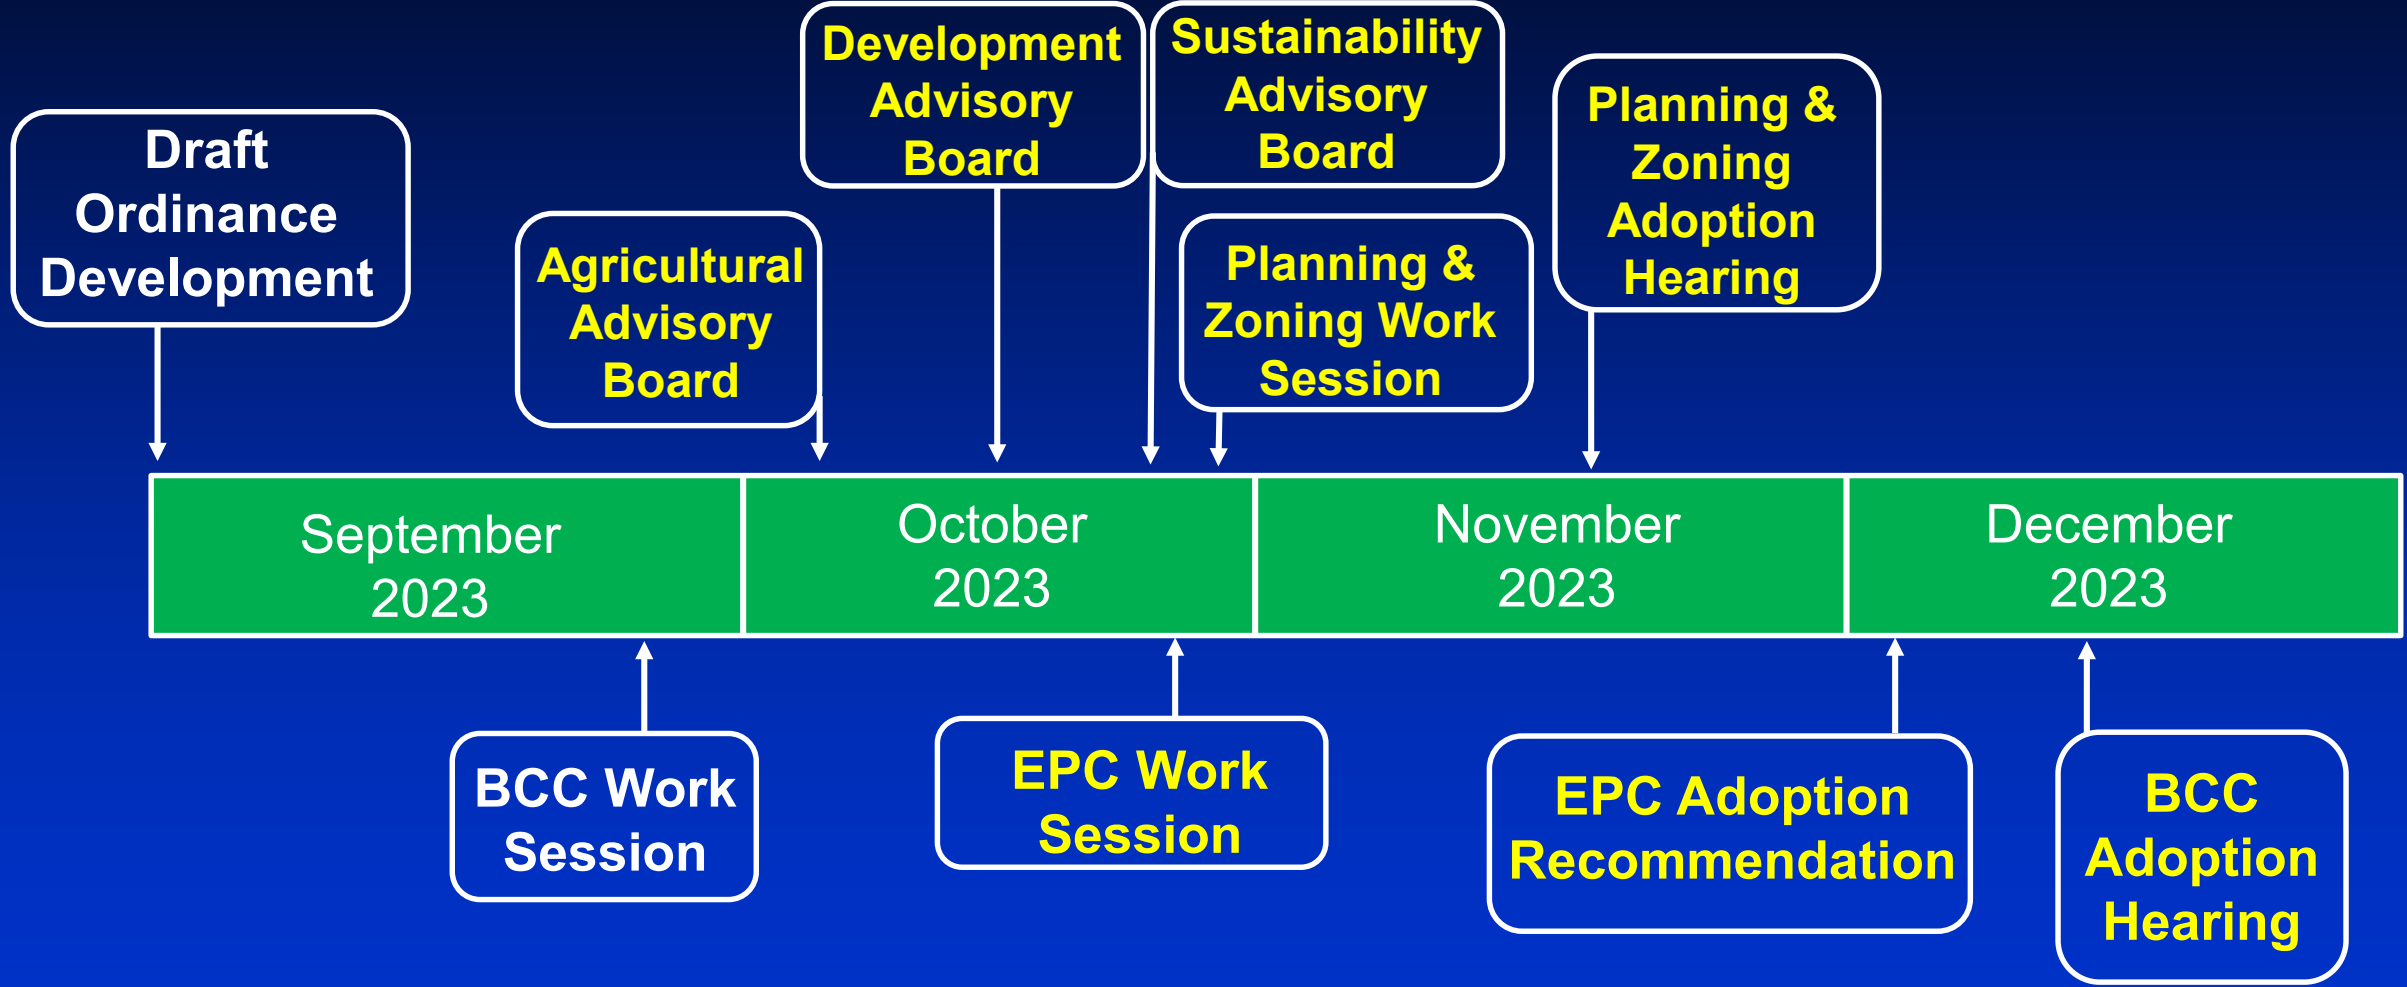 Draft
Ordinance
Development
Agricultural
Advisory
Board
Development
Advisory
Board
Sustainability
Advisory
Board
Planning &
Zoning Work
Session
Planning &
Zoning
Adoption
Hearing
September
2023
October
2023
November
2023
December
2023
BCC Work
Session
EPC Work
Session
EPC Adoption
Recommendation
BCC
Adoption
Hearing